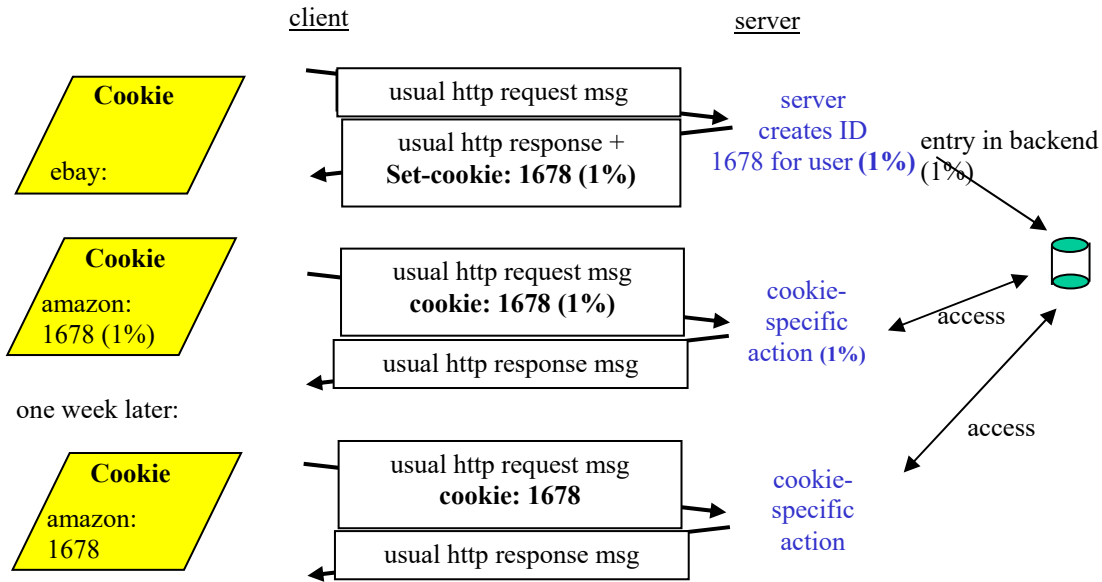 client
server
Cookie
ebay:
usual http request msg
usual http response +
Set-cookie: 1678 (1%)
server
creates ID
1678 for user (1%)
entry in backend
(1%)
Cookie
amazon:
1678 (1%)
usual http request msg
cookie: 1678 (1%)
usual http response msg
cookie-
specific
action (1%)
access
one week later:
access
Cookie
amazon:
1678
usual http request msg
cookie: 1678
usual http response msg
cookie-
specific
action